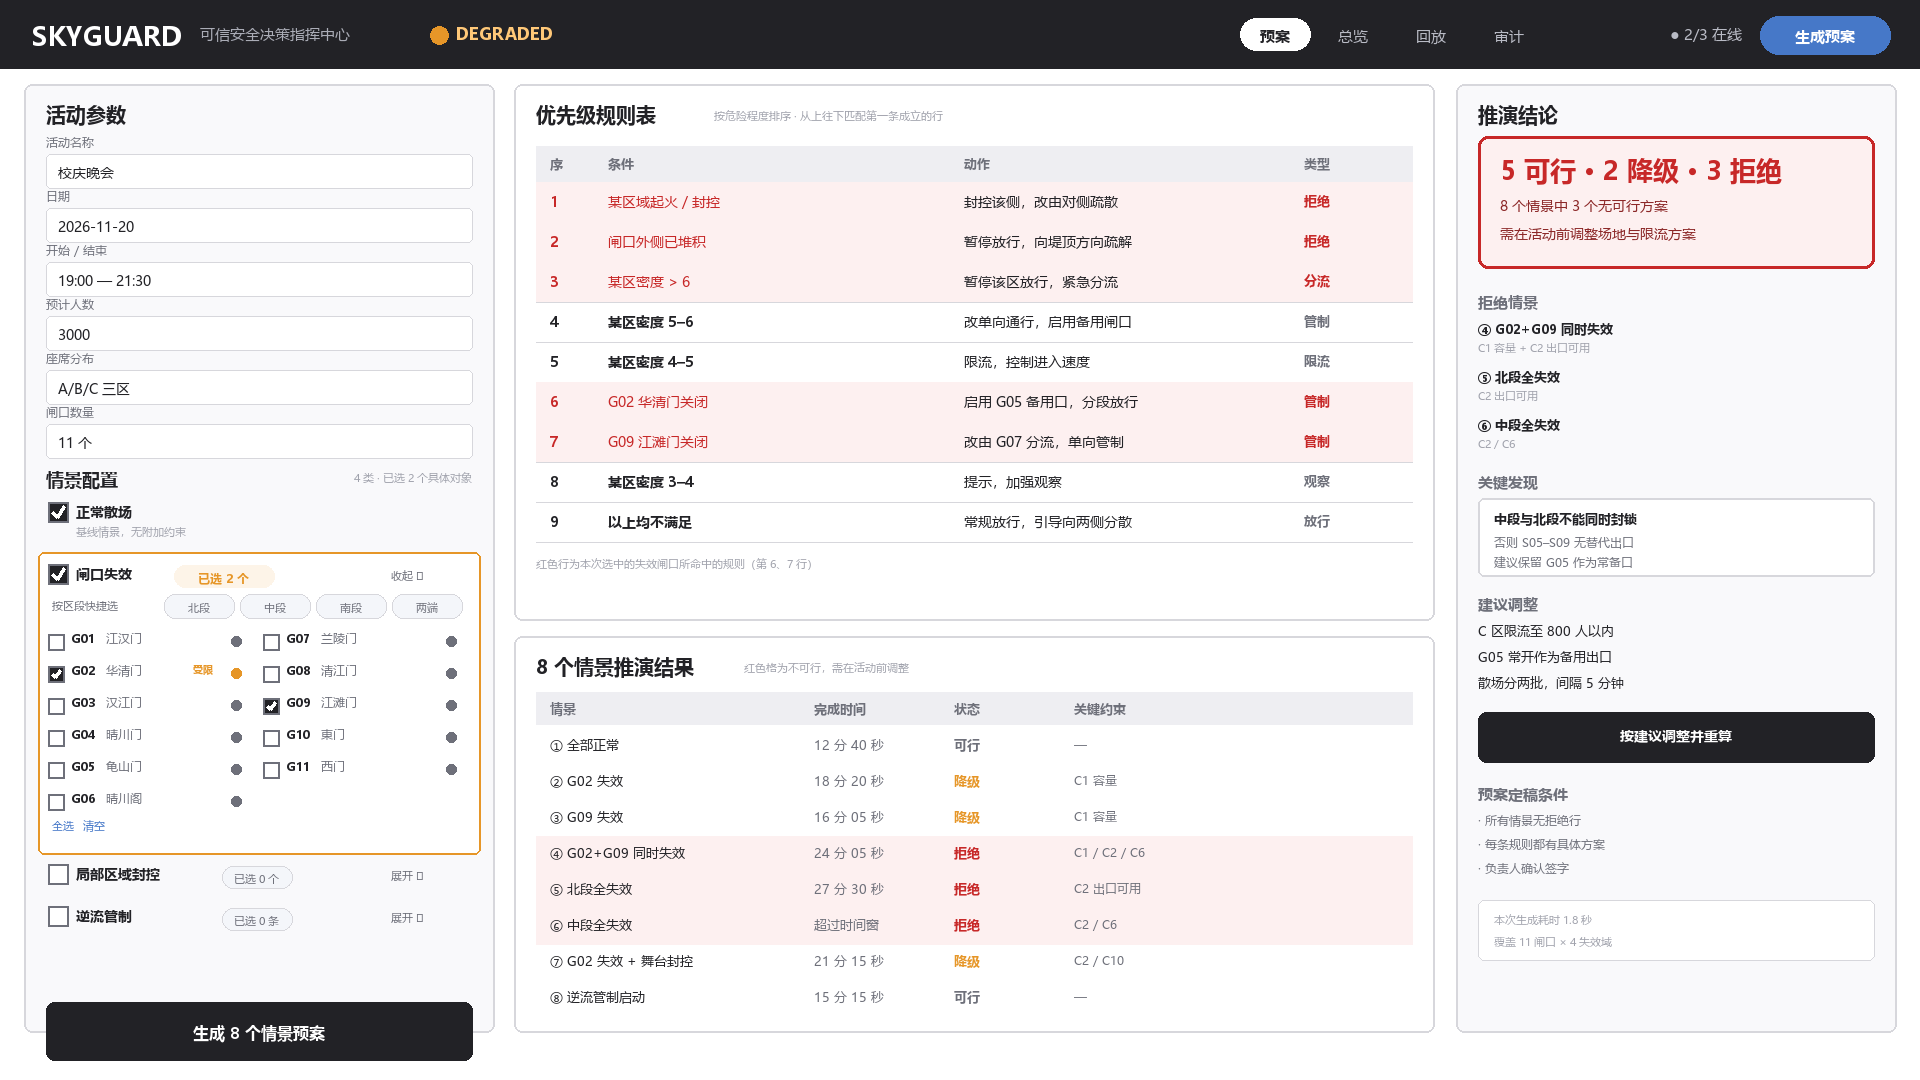 SKYGUARD 可信安全决策指挥中心 DEGRADED 预案 总览 回放 审计 ● 2/3 在线 生成预案
活动参数
活动名称
校庆晚会
日期
2026-11-20
开始 / 结束
19:00 — 21:30
预计人数
3000
座席分布
A/B/C 三区
闸口数量
11 个
情景配置 4 类 · 已选 2 个具体对象
正常散场
基线情景，无附加约束
闸口失效 已选 2 个 收起
按区段快捷选 北段 中段 南段 两端
G01 江汉门 G07 兰陵门
G02 华清门 受限 G08 清江门
G03 汉江门 G09 江滩门
G04 晴川门 G10 東门
G05 龟山门 G11 西门
G06 晴川阁
全选 清空
局部区域封控 已选 0 个 展开
逆流管制 已选 0 条 展开
生成 8 个情景预案
优先级规则表 按危险程度排序 · 从上往下匹配第一条成立的行
序 条件 动作 类型
1 某区域起火 / 封控 封控该侧，改由对侧疏散 拒绝
2 闸口外侧已堆积 暂停放行，向堤顶方向疏解 拒绝
3 某区密度 > 6 暂停该区放行，紧急分流 分流
4 某区密度 5–6 改单向通行，启用备用闸口 管制
5 某区密度 4–5 限流，控制进入速度 限流
6 G02 华清门关闭 启用 G05 备用口，分段放行 管制
7 G09 江滩门关闭 改由 G07 分流，单向管制 管制
8 某区密度 3–4 提示，加强观察 观察
9 以上均不满足 常规放行，引导向两侧分散 放行
红色行为本次选中的失效闸口所命中的规则（第 6、7 行）
8 个情景推演结果 红色格为不可行，需在活动前调整
情景 完成时间 状态 关键约束
① 全部正常 12 分 40 秒 可行 —
② G02 失效 18 分 20 秒 降级 C1 容量
③ G09 失效 16 分 05 秒 降级 C1 容量
④ G02+G09 同时失效 24 分 05 秒 拒绝 C1 / C2 / C6
⑤ 北段全失效 27 分 30 秒 拒绝 C2 出口可用
⑥ 中段全失效 超过时间窗 拒绝 C2 / C6
⑦ G02 失效 + 舞台封控 21 分 15 秒 降级 C2 / C10
⑧ 逆流管制启动 15 分 15 秒 可行 —
推演结论
5 可行 • 2 降级 • 3 拒绝
8 个情景中 3 个无可行方案
需在活动前调整场地与限流方案
拒绝情景
④ G02+G09 同时失效
C1 容量 + C2 出口可用
⑤ 北段全失效
C2 出口可用
⑥ 中段全失效
C2 / C6
关键发现
中段与北段不能同时封锁
否则 S05–S09 无替代出口
建议保留 G05 作为常备口
建议调整
C 区限流至 800 人以内
G05 常开作为备用出口
散场分两批，间隔 5 分钟
按建议调整并重算
预案定稿条件
· 所有情景无拒绝行
· 每条规则都有具体方案
· 负责人确认签字
本次生成耗时 1.8 秒
覆盖 11 闸口 × 4 失效域